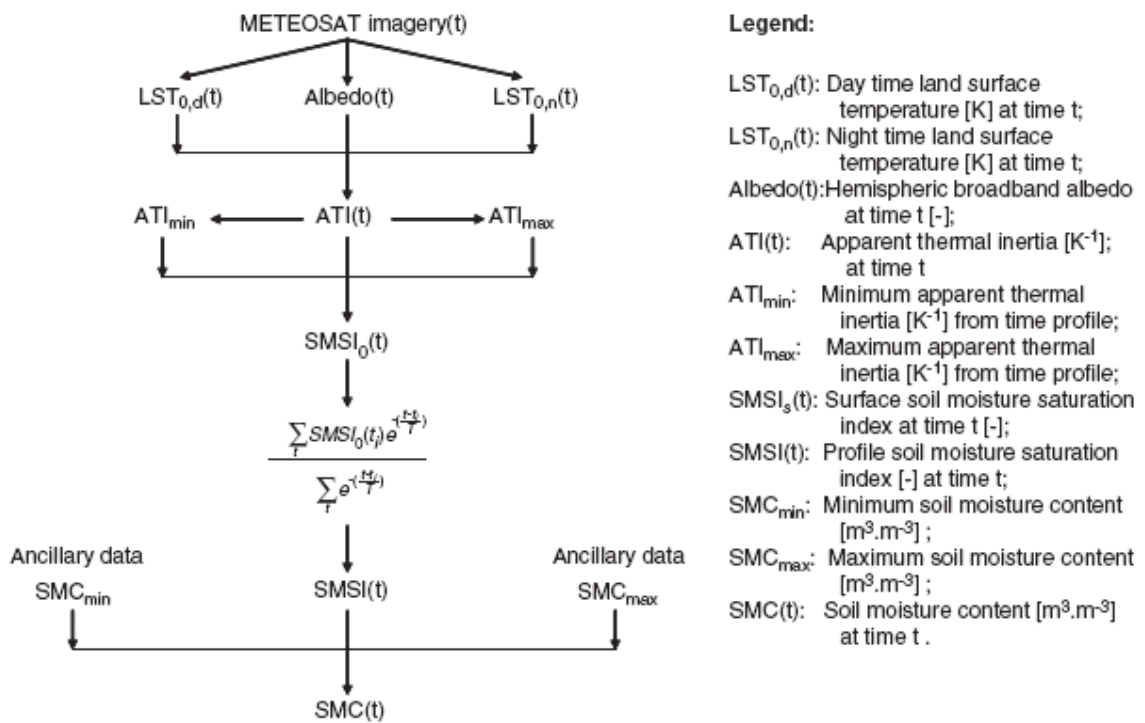 METEOSAT imagery(t)
LST0,d(t) Albedo(t) LST0,n(t)
ATImin ATI(t) ATImax
SMSI0(t)
∑t SMSI0(ti)e-(t-ti/T)
∑t e-(t-ti/T)
Ancillary data Ancillary data
SMCmin SMSI(t) SMCmax
SMC(t)
Legend:
LST0,d(t): Day time land surface
temperature [K] at time t;
LST0,n(t): Night time land surface
temperature [K] at time t;
Albedo(t):Hemispheric broadband albedo
at time t [-];
ATI(t): Apparent thermal inertia [K-1];
at time t
ATImin: Minimum apparent thermal
inertia [K-1] from time profile;
ATImax: Maximum apparent thermal
inertia [K-1] from time profile;
SMSIs(t): Surface soil moisture saturation
index at time t [-];
SMSI(t): Profile soil moisture saturation
index [-] at time t;
SMCmin: Minimum soil moisture content
[m3.m-3] ;
SMCmax: Maximum soil moisture content
[m3.m-3] ;
SMC(t): Soil moisture content [m3.m-3]
at time t .